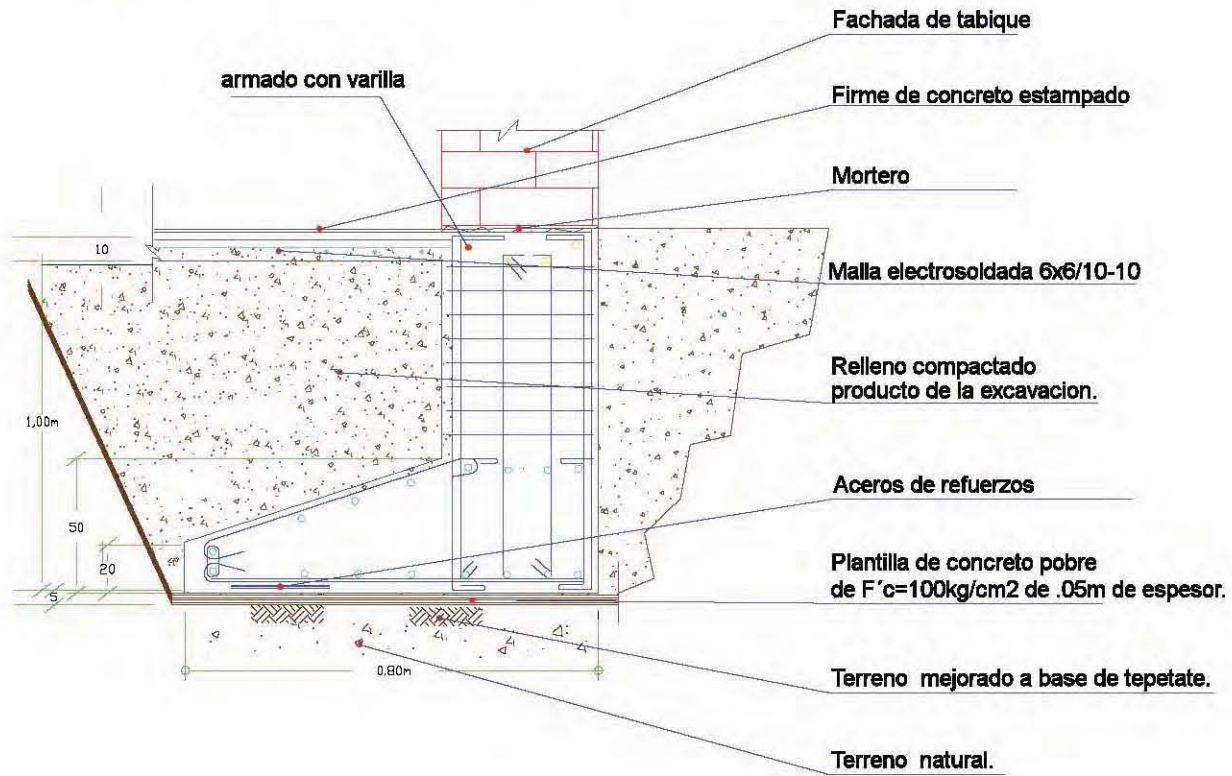 Fachada de tabique
armado con varilla
Firme de concreto estampado
Mortero
10
Malla electrosoldada 6x6/10-10
Relleno compactado
producto de la excavacion.
1,00m
Aceros de refuerzos
50
20
Plantilla de concreto pobre
de F´c=100kg/cm2 de .05m de espesor.
5
0.80m
Terreno mejorado a base de tepetate.
Terreno natural.